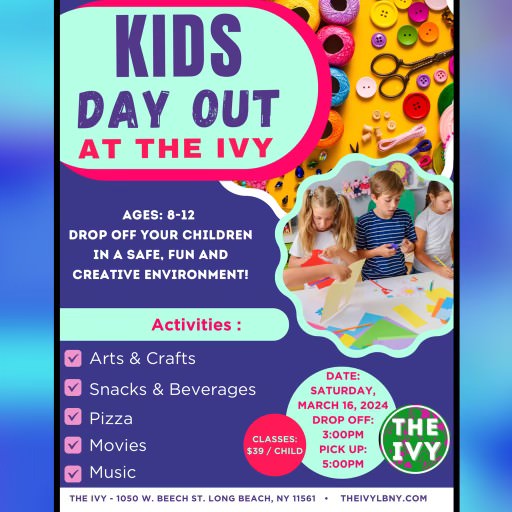 KIDS
DAY OUT
AT THE IVY
AGES: 8-12
DROP OFF YOUR CHILDREN
IN A SAFE, FUN AND
CREATIVE ENVIRONMENT!
Activities :
Arts & Crafts
Snacks & Beverages
Pizza
Movies
Music
CLASSES:
$39 / CHILD
DATE:
SATURDAY,
MARCH 16, 2024
DROP OFF:
3:00PM
PICK UP:
5:00PM
THE
IVY
THE IVY - 1050 W. BEECH ST. LONG BEACH, NY 11561 • THEIVYLBNY.COM